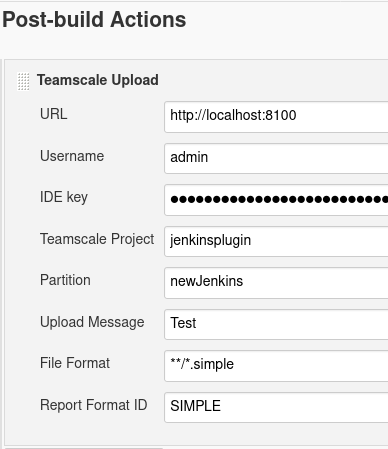 Post-build Actions
Teamscale Upload
URL http://localhost:8100
Username admin
IDE key ••••••••••••••••••••••••••
Teamscale Project jenkinsplugin
Partition newJenkins
Upload Message Test
File Format **/*.simple
Report Format ID SIMPLE